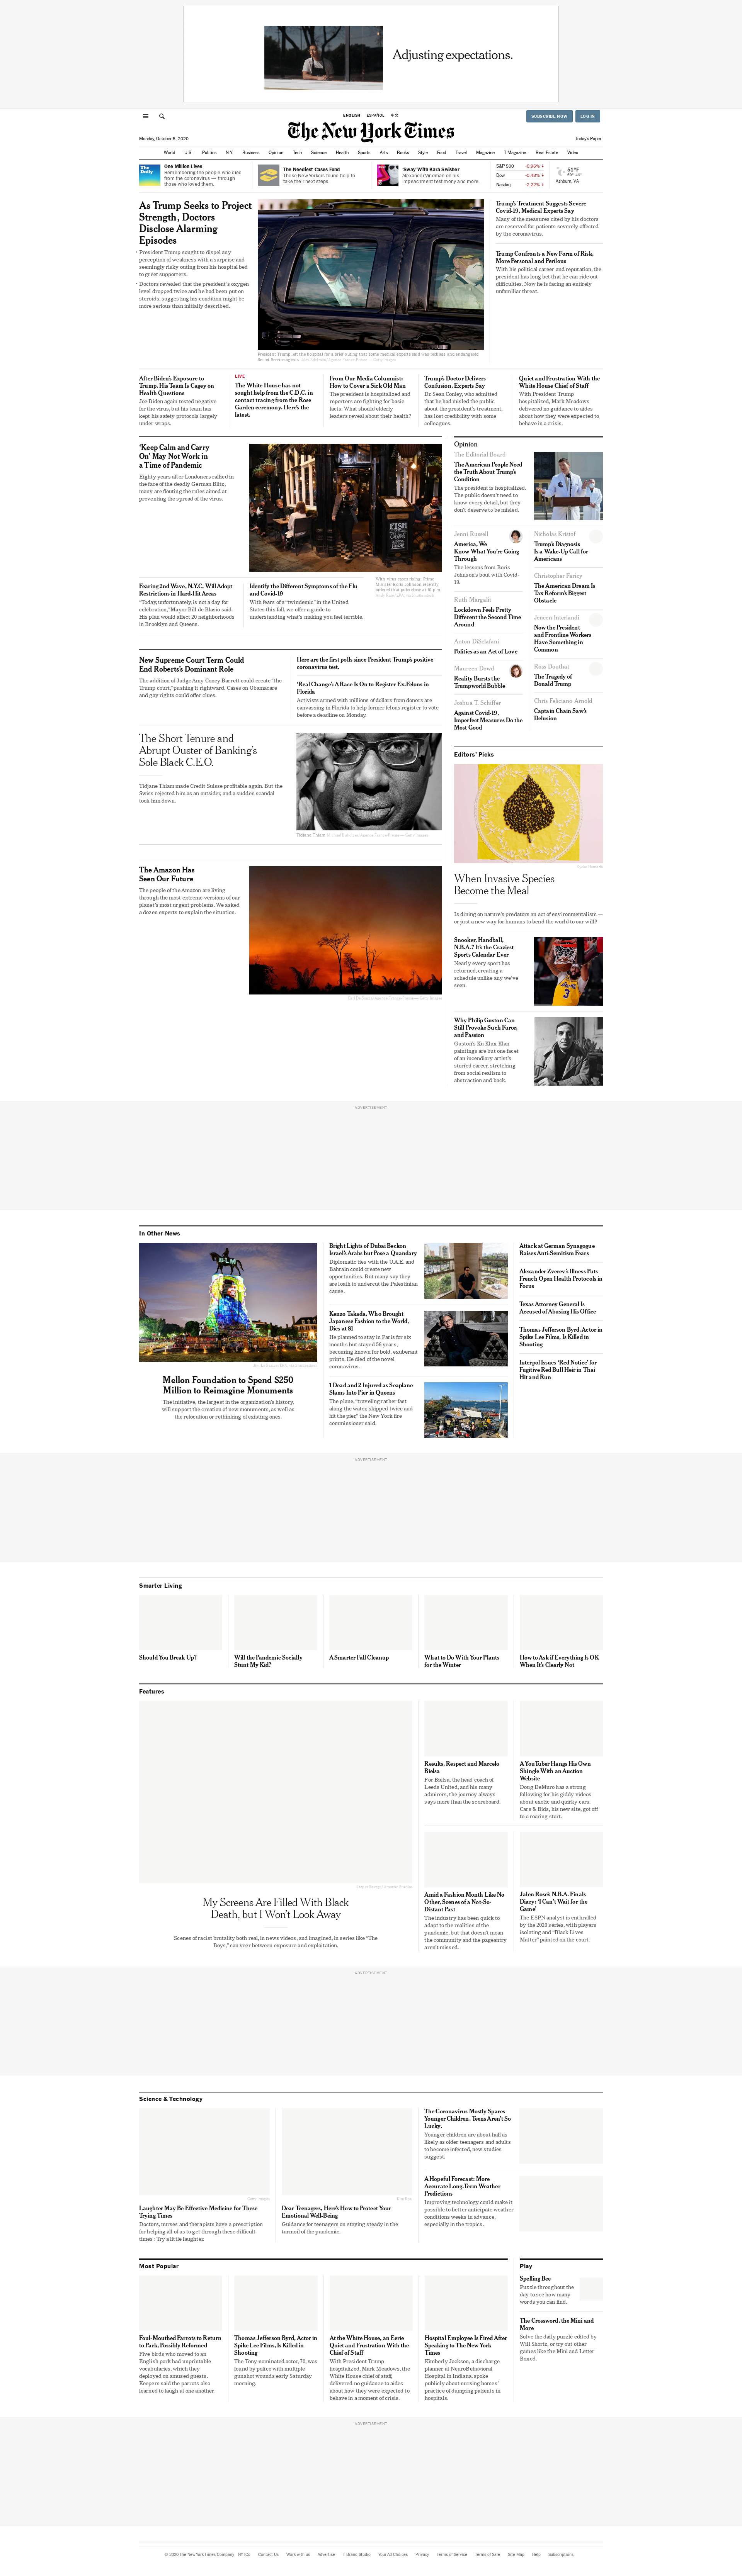 Adjusting expectations.
ENGLISH ESPAÑOL 中文
SUBSCRIBE NOW LOG IN
The New York Times
Monday, October 5, 2020
Today's Paper
World U.S. Politics N.Y. Business Opinion Tech Science Health Sports Arts Books Style Food Travel Magazine T Magazine Real Estate Video
The Daily
One Million Lives
Remembering the people who died
from the coronavirus — through
those who loved them.
The Neediest Cases Fund
These New Yorkers found help to
take their next steps.
'Sway' With Kara Swisher
Alexander Vindman on his
impeachment testimony and more.
S&P 500 -0.96%
Dow -0.48%
Nasdaq -2.22%
51°F
Ashburn, VA
As Trump Seeks to Project
Strength, Doctors
Disclose Alarming
Episodes
President Trump sought to dispel any
perception of weakness with a surprise and
seemingly risky outing from his hospital bed
to greet supporters.
Doctors revealed that the president's oxygen
level dropped twice and he had been put on
steroids, suggesting his condition might be
more serious than initially described.
President Trump left the hospital for a brief outing that some medical experts said was reckless and endangered
Secret Service agents.
Trump's Treatment Suggests Severe
Covid-19, Medical Experts Say
Many of the measures cited by his doctors
are reserved for patients severely affected
by the coronavirus.
Trump Confronts a New Form of Risk,
More Personal and Perilous
With his political career and reputation, the
president has long bet that he can ride out
difficulties. Now he is facing an entirely
unfamiliar threat.
After Biden's Exposure to
Trump, His Team Is Cagey on
Health Questions
Joe Biden again tested negative
for the virus, but his team has
kept his safety protocols largely
under wraps.
LIVE
The White House has not
sought help from the C.D.C. in
contact tracing from the Rose
Garden ceremony. Here's the
latest.
From Our Media Columnist:
How to Cover a Sick Old Man
The president is hospitalized and
reporters are fighting for basic
facts. What should elderly
leaders reveal about their health?
Trump's Doctor Delivers
Confusion, Experts Say
Dr. Sean Conley, who admitted
that he had misled the public
about the president's treatment,
has lost credibility with some
colleagues.
Quiet and Frustration With the
White House Chief of Staff
With President Trump
hospitalized, Mark Meadows
delivered no guidance to aides
about how they were expected to
behave in a crisis.
'Keep Calm and Carry
On' May Not Work in
a Time of Pandemic
Eighty years after Londoners rallied in
the face of the deadly German Blitz,
many are flouting the rules aimed at
preventing the spread of the virus.
FISH
With virus cases rising, Prime
Minister Boris Johnson recently
ordered that pubs close at 10 p.m.
Fearing 2nd Wave, N.Y.C. Will Adopt
Restrictions in Hard-Hit Areas
"Today, unfortunately, is not a day for
celebration," Mayor Bill de Blasio said.
His plan would affect 20 neighborhoods
in Brooklyn and Queens.
Identify the Different Symptoms of the Flu
and Covid-19
With fears of a "twindemic" in the United
States this fall, we offer a guide to
understanding what's making you feel terrible.
New Supreme Court Term Could
End Roberts's Dominant Role
The addition of Judge Amy Coney Barrett could create "the
Trump court," pushing it rightward. Cases on Obamacare
and gay rights could offer clues.
Here are the first polls since President Trump's positive
coronavirus test.
'Real Change': A Race Is On to Register Ex-Felons in
Florida
Activists armed with millions of dollars from donors are
canvassing in Florida to help former felons register to vote
before a deadline on Monday.
The Short Tenure and
Abrupt Ouster of Banking's
Sole Black C.E.O.
Tidjane Thiam made Credit Suisse profitable again. But the
Swiss rejected him as an outsider, and a sudden scandal
took him down.
Tidjane Thiam.
The Amazon Has
Seen Our Future
The people of the Amazon are living
through the most extreme versions of our
planet's most urgent problems. We asked
a dozen experts to explain the situation.
Opinion
The Editorial Board
The American People Need
the Truth About Trump's
Condition
The president is hospitalized.
The public doesn't need to
know every detail, but they
don't deserve to be misled.
Jenni Russell
America, We
Know What You're Going
Through
The lessons from Boris
Johnson's bout with Covid-
19.
Ruth Margalit
Lockdown Feels Pretty
Different the Second Time
Around
Anton DiSclafani
Politics as an Act of Love
Maureen Dowd
Reality Bursts the
Trumpworld Bubble
Joshua T. Schiffer
Against Covid-19,
Imperfect Measures Do the
Most Good
Nicholas Kristof
Trump's Diagnosis
Is a Wake-Up Call for
Americans
Christopher Faricy
The American Dream Is
Tax Reform's Biggest
Obstacle
Jeneen Interlandi
Now the President
and Frontline Workers
Have Something in
Common
Ross Douthat
The Tragedy of
Donald Trump
Chris Feliciano Arnold
Captain Chain Saw's
Delusion
Editors' Picks
When Invasive Species
Become the Meal
Is dining on nature's predators an act of environmentalism —
or just a new way for humans to bend the world to our will?
Snooker, Handball,
N.B.A.? It's the Craziest
Sports Calendar Ever
Nearly every sport has
returned, creating a
schedule unlike any we've
seen.
Why Philip Guston Can
Still Provoke Such Furor,
and Passion
Guston's Ku Klux Klan
paintings are but one facet
of an incendiary artist's
storied career, stretching
from social realism to
abstraction and back.
ADVERTISEMENT
In Other News
BLM
Mellon Foundation to Spend $250
Million to Reimagine Monuments
The initiative, the largest in the organization's history,
will support the creation of new monuments, as well as
the relocation or rethinking of existing ones.
Bright Lights of Dubai Beckon
Israel's Arabs but Pose a Quandary
Diplomatic ties with the U.A.E. and
Bahrain could create new
opportunities. But many say they
are loath to undercut the Palestinian
cause.
Kenzo Takada, Who Brought
Japanese Fashion to the World,
Dies at 81
He planned to stay in Paris for six
months but stayed 56 years,
becoming known for bold, exuberant
prints. He died of the novel
coronavirus.
1 Dead and 2 Injured as Seaplane
Slams Into Pier in Queens
The plane, "traveling rather fast
along the water, skipped twice and
hit the pier," the New York fire
commissioner said.
Attack at German Synagogue
Raises Anti-Semitism Fears
Alexander Zverev's Illness Puts
French Open Health Protocols in
Focus
Texas Attorney General Is
Accused of Abusing His Office
Thomas Jefferson Byrd, Actor in
Spike Lee Films, Is Killed in
Shooting
Interpol Issues 'Red Notice' for
Fugitive Red Bull Heir in Thai
Hit and Run
ADVERTISEMENT
Smarter Living
Should You Break Up?
Will the Pandemic Socially
Stunt My Kid?
A Smarter Fall Cleanup
What to Do With Your Plants
for the Winter
How to Ask if Everything Is OK
When It's Clearly Not
Features
My Screens Are Filled With Black
Death, but I Won't Look Away
Scenes of racist brutality both real, in news videos, and imagined, in series like "The
Boys," can veer between exposure and exploitation.
Results, Respect and Marcelo
Bielsa
For Bielsa, the head coach of
Leeds United, and his many
admirers, the journey always
says more than the scoreboard.
A YouTuber Hangs His Own
Shingle With an Auction
Website
Doug DeMuro has a strong
following for his giddy videos
about exotic and quirky cars.
Cars & Bids, his new site, got off
to a roaring start.
Amid a Fashion Month Like No
Other, Scenes of a Not-So-
Distant Past
The industry has been quick to
adapt to the realities of our
pandemic, but that doesn't mean
the community and the pageantry
aren't missed.
Jalen Rose's N.B.A. Finals
Diary: 'I Can't Wait for the
Game'
The ESPN analyst is enthralled
by the 2020 series, with players
isolating and "Black Lives
Matter" painted on the court.
ADVERTISEMENT
Science & Technology
Laughter May Be Effective Medicine for These
Trying Times
Doctors, nurses and therapists have a prescription
for helping all of us to get through these difficult
times: Try a little laughter.
Dear Teenagers, Here's How to Protect Your
Emotional Well-Being
Guidance for teenagers on staying steady in the
turmoil of the pandemic.
The Coronavirus Mostly Spares
Younger Children. Teens Aren't So
Lucky.
Younger children are about half as
likely as older teenagers and adults
to become infected, new studies
suggest.
A Hopeful Forecast: More
Accurate Long-Term Weather
Predictions
Improving technology could make it
possible to better anticipate weather
conditions weeks in advance,
especially in the tropics.
Most Popular
Foul-Mouthed Parrots to Return
to Park, Possibly Reformed
Five birds who moved to an
English park had unprintable
vocabularies, which they
deployed on amused guests.
Keepers said the parrots also
learned to laugh at one another.
Thomas Jefferson Byrd, Actor in
Spike Lee Films, Is Killed in
Shooting
The Tony-nominated actor, 70, was
found by police with multiple
gunshot wounds early Saturday
morning.
At the White House, an Eerie
Quiet and Frustration With the
Chief of Staff
With President Trump
hospitalized, Mark Meadows, the
White House chief of staff,
delivered no guidance to aides
about how they were expected to
behave in a moment of crisis.
Hospital Employee Is Fired After
Speaking to The New York
Times
Kimberly Jackson, a discharge
planner at NeuroBehavioral
Hospital in Indiana, spoke
publicly about nursing homes'
practice of dumping patients in
hospitals.
Play
Spelling Bee
Puzzle throughout the
day to see how many
words you can find.
The Crossword, the Mini and
More
Solve the daily puzzle edited by
Will Shortz, or try out other
games like the Mini and Letter
Boxed.
ADVERTISEMENT
© 2020 The New York Times Company NYTCo Contact Us Work with us Advertise T Brand Studio Your Ad Choices Privacy Terms of Service Terms of Sale Site Map Help Subscriptions